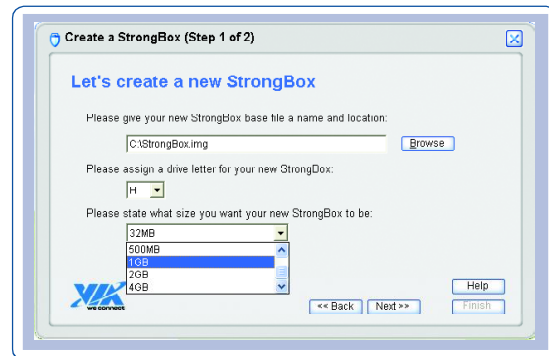 Create a StrongBox (Step 1 of 2)
Let's create a new StrongBox
Please give your new StrongBox base file a name and location:
C:\StrongBox.img
Browse
Please assign a drive letter for your new StrongBox:
H
Please state what size you want your new StrongBox to be:
32MB
500MB
1GB
2GB
4GB
VIA
we connect
Help
<< Back
Next >>
Finish